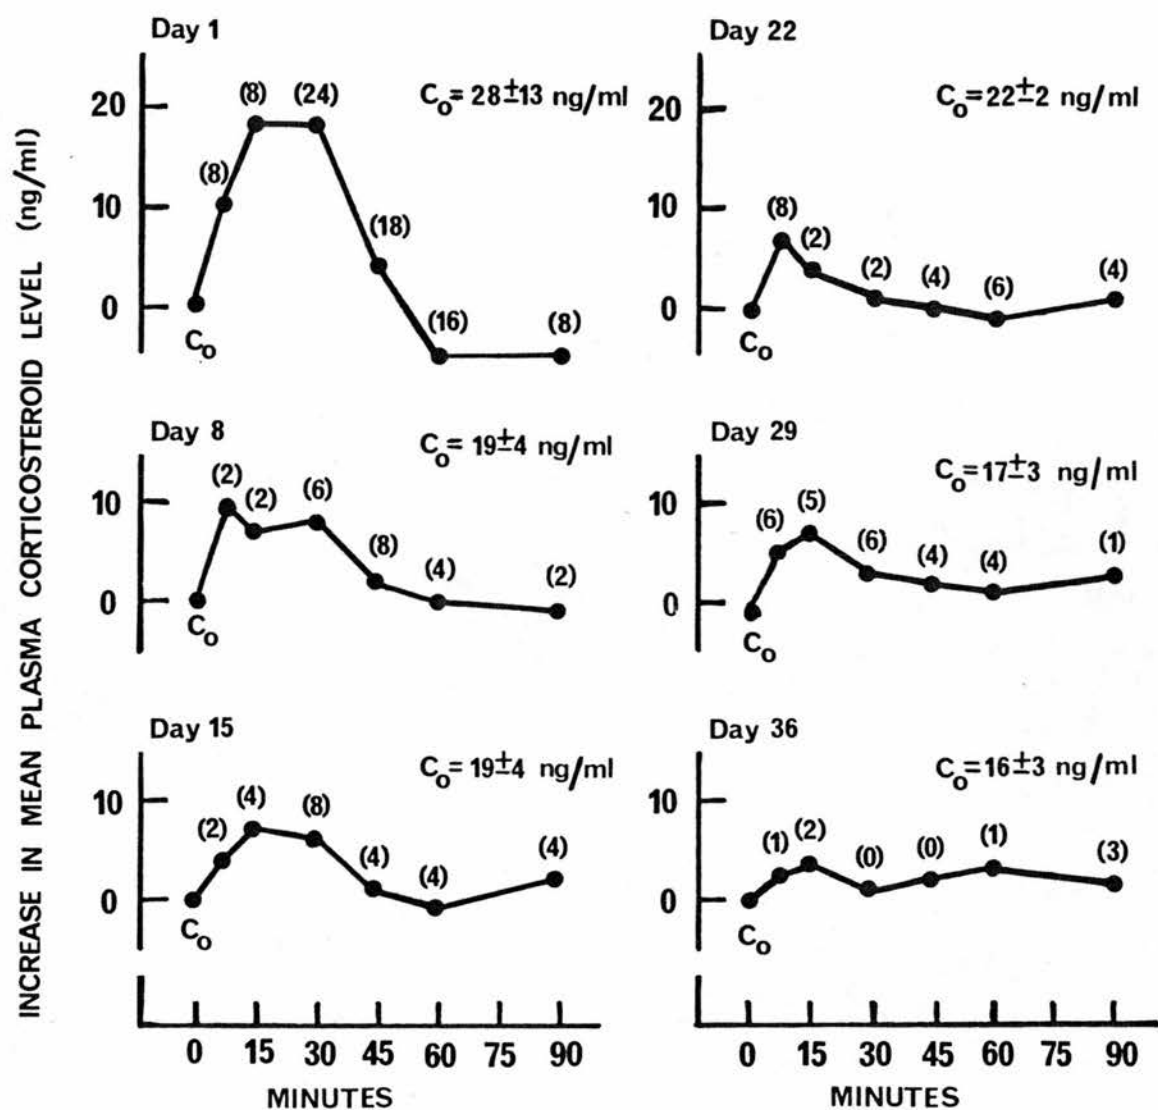 INCREASE IN MEAN PLASMA CORTICOSTEROID LEVEL (ng/ml)
Day 1
C₀= 28±13 ng/ml
20
10
0
(8)
(8)
(24)
(18)
(16)
(8)
C₀
Day 8
C₀= 19±4 ng/ml
10
0
(2)
(2)
(6)
(8)
(4)
(2)
C₀
Day 15
C₀= 19±4 ng/ml
10
0
(2)
(4)
(8)
(4)
(4)
(4)
C₀
0 15 30 45 60 75 90
MINUTES
Day 22
C₀=22±2 ng/ml
20
10
0
(8)
(2)
(2)
(4)
(6)
(4)
C₀
Day 29
C₀=17±3 ng/ml
10
0
(6)
(5)
(6)
(4)
(4)
(1)
C₀
Day 36
C₀=16±3 ng/ml
10
0
(1)
(2)
(0)
(0)
(1)
(3)
C₀
0 15 30 45 60 75 90
MINUTES